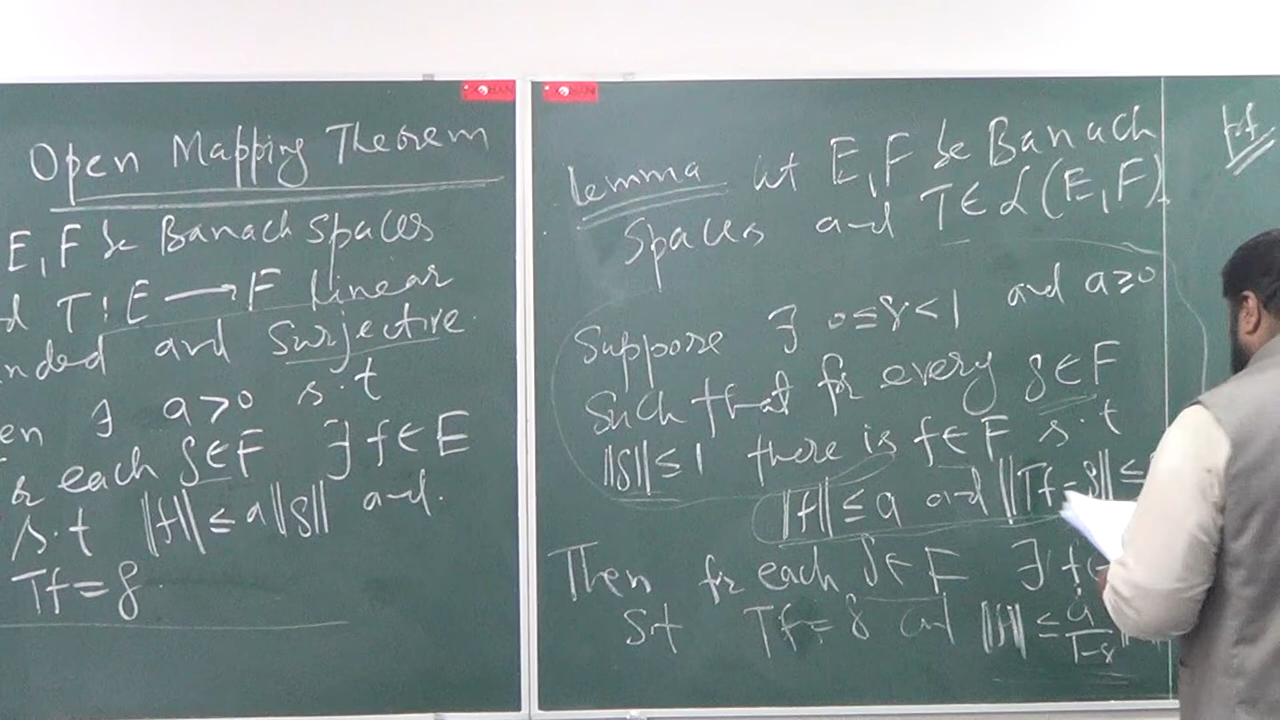 Open Mapping Theorem
E, F be Banach spaces
T : E → F linear
and surjective.
∃ a > 0 s.t
each g ∈ F ∃ f ∈ E
s.t ||f|| ≤ a||g|| and.
Tf = g
Lemma let E, F be Banach
Spaces and T ∈ L(E, F).
Suppose ∃ 0 ≤ r < 1 and a ≥ 0
Such that for every g ∈ F
||g|| ≤ 1 there is f ∈ F s.t
||f|| ≤ a and ||Tf - g|| ≤
Then for each g ∈ F ∃ f
s.t Tf = g and ||f|| ≤ a/1-r
Pf